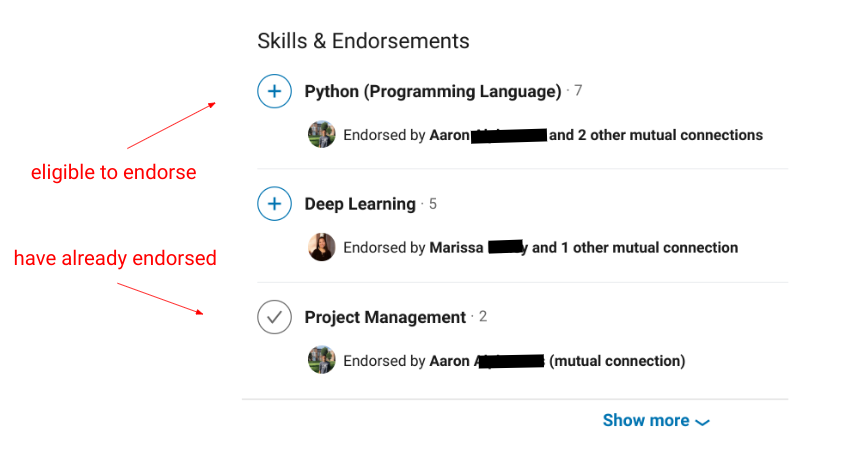 Skills & Endorsements
Python (Programming Language) · 7
Endorsed by Aaron and 2 other mutual connections
eligible to endorse
Deep Learning · 5
Endorsed by Marissa y and 1 other mutual connection
have already endorsed
Project Management · 2
Endorsed by Aaron (mutual connection)
Show more